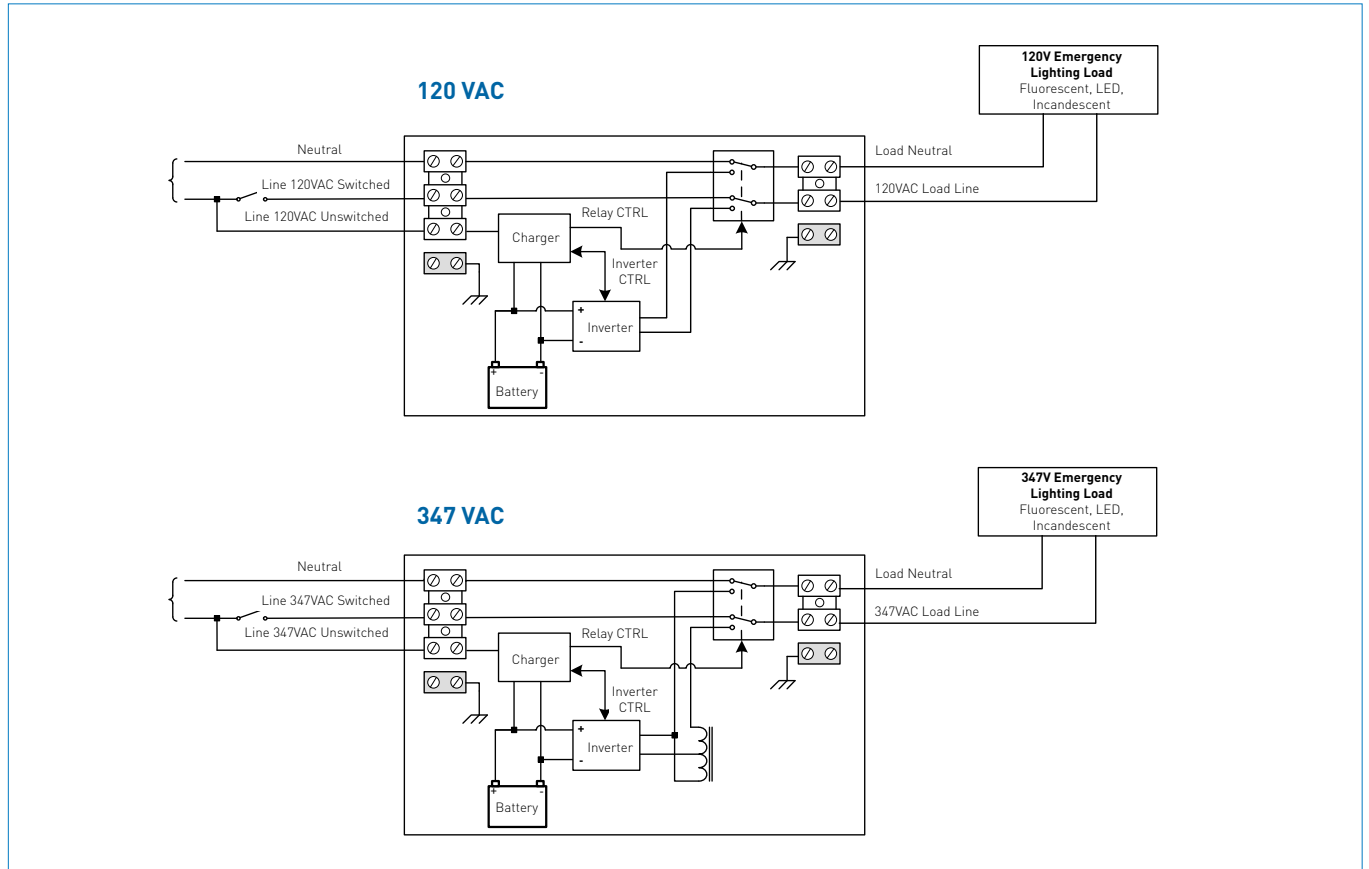 120 VAC
120V Emergency
Lighting Load
Fluorescent, LED,
Incandescent
Neutral
Line 120VAC Switched
Line 120VAC Unswitched
Load Neutral
120VAC Load Line
Relay CTRL
Charger
Inverter
CTRL
+
Inverter
-
+ -
Battery
347 VAC
347V Emergency
Lighting Load
Fluorescent, LED,
Incandescent
Neutral
Line 347VAC Switched
Line 347VAC Unswitched
Load Neutral
347VAC Load Line
Relay CTRL
Charger
Inverter
CTRL
+
Inverter
-
+ -
Battery